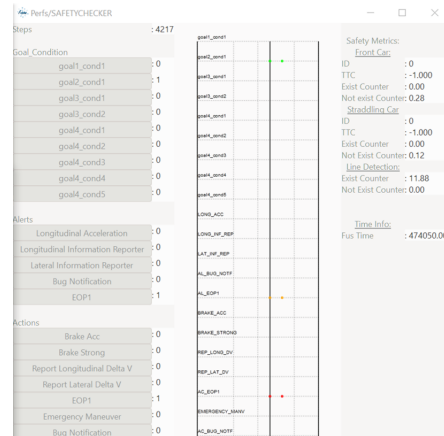 Perfs/SAFETYCHECKER
Steps : 4217
Goal_Condition
goal1_cond1 : 0
goal2_cond1 : 1
goal3_cond1 : 0
goal3_cond2 : 0
goal4_cond1 : 0
goal4_cond2 : 0
goal4_cond3 : 0
goal4_cond4 : 0
goal4_cond5 : 0
Alerts
Longitudinal Acceleration : 0
Longitudinal Information Reporter : 0
Lateral Information Reporter : 0
Bug Notification : 0
EOP1 : 1
Actions
Brake Acc : 0
Brake Strong : 0
Report Longitudinal Delta V : 0
Report Lateral Delta V : 0
EOP1 : 1
Emergency Maneuver : 0
Bug Notification : 0
goal1_cond1
goal2_cond1
goal3_cond1
goal3_cond2
goal4_cond1
goal4_cond2
goal4_cond3
goal4_cond4
goal4_cond5
LONG_ACC
LONG_INF_REP
LAT_INF_REP
AL_BUG_NOTF
AL_EOP1
BRAKE_ACC
BRAKE_STRONG
REP_LONG_DV
REP_LAT_DV
AC_EOP1
EMERGENCY_MANV
AC_BUG_NOTF
Safety Metrics:
Front Car:
ID : 0
TTC : -1.000
Exist Counter : 0.00
Not exist Counter: 0.28
Straddling Car
ID : 0
TTC : -1.000
Exist Counter : 0.00
Not exist Counter: 0.12
Line Detection:
Exist Counter : 11.88
Not Exist Counter: 0.00
Time Info:
Fus Time : 474050.00